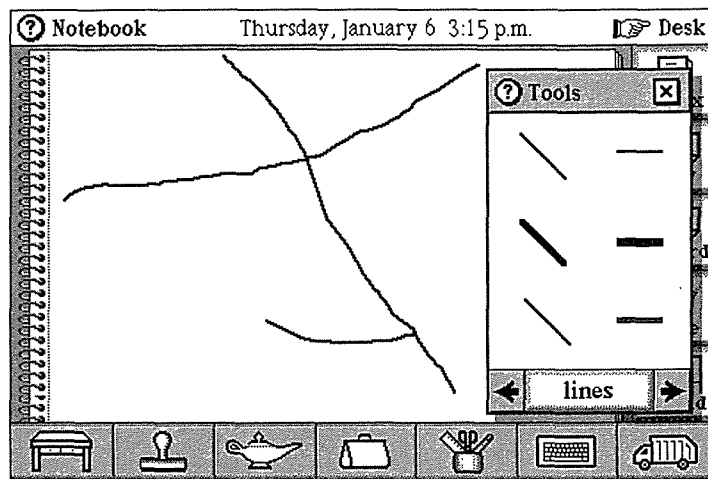 ? Notebook Thursday, January 6 3:15 p.m. Desk
? Tools
x
d
lines
d